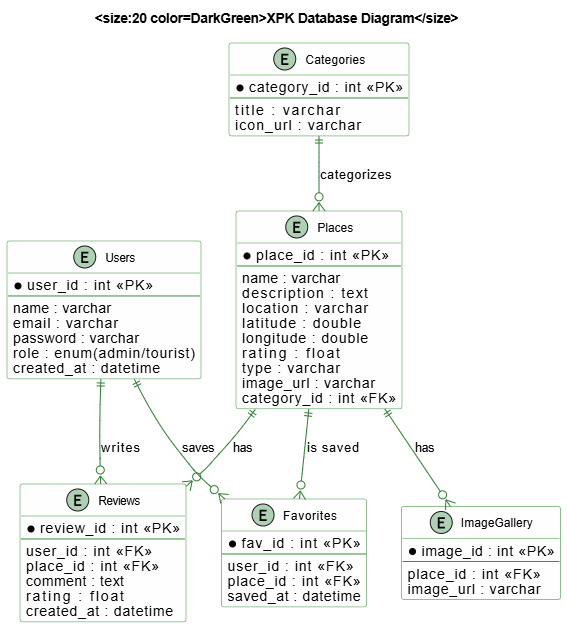 <size:20 color=DarkGreen>XPK Database Diagram</size>
E Categories
category_id : int «PK»
title : varchar
icon_url : varchar
categorizes
E Places
place_id : int «PK»
name : varchar
description : text
location : varchar
latitude : double
longitude : double
rating : float
type : varchar
image_url : varchar
category_id : int «FK»
E Users
user_id : int «PK»
name : varchar
email : varchar
password : varchar
role : enum(admin/tourist)
created_at : datetime
writes
saves
has
is saved
has
E Reviews
review_id : int «PK»
user_id : int «FK»
place_id : int «FK»
comment : text
rating : float
created_at : datetime
E Favorites
fav_id : int «PK»
user_id : int «FK»
place_id : int «FK»
saved_at : datetime
E ImageGallery
image_id : int «PK»
place_id : int «FK»
image_url : varchar